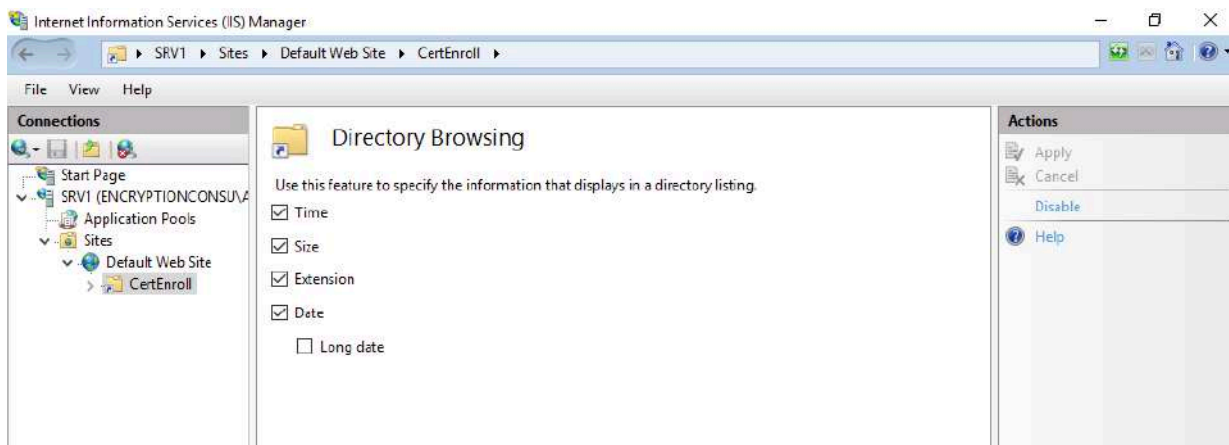 Internet Information Services (IIS) Manager
SRV1 Sites Default Web Site CertEnroll
File View Help
Connections
Start Page
SRV1 (ENCRYPTIONCONSU\A
Application Pools
Sites
Default Web Site
CertEnroll
Directory Browsing
Use this feature to specify the information that displays in a directory listing.
Time
Size
Extension
Date
Long date
Actions
Apply
Cancel
Disable
Help